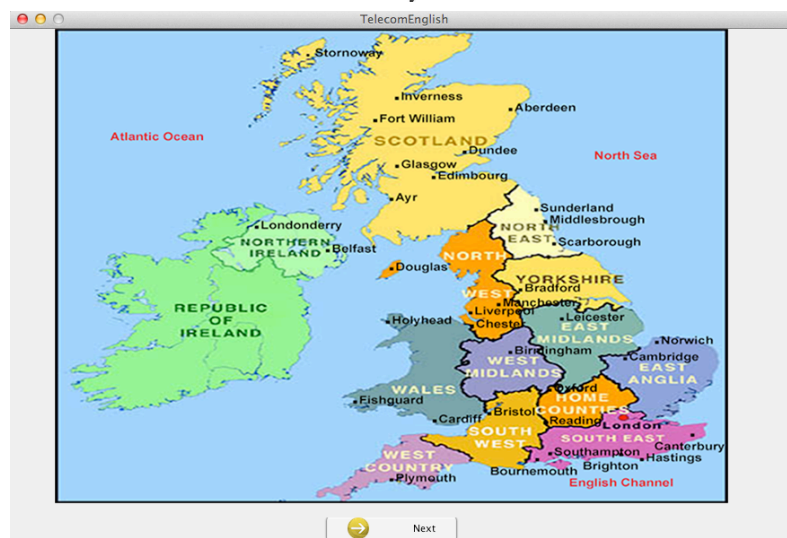 TelecomEnglish
Stornoway
Inverness
Aberdeen
Fort William
Atlantic Ocean
SCOTLAND
Dundee
North Sea
Glasgow
Edimbourg
Ayr
Sunderland
Middlesbrough
Londonderry
NORTH
EAST
Scarborough
NORTHERN
IRELAND
Belfast
NORTH
WEST
Douglas
YORKSHIRE
Bradford
Manchester
REPUBLIC
OF
IRELAND
Liverpool
Chester
Holyhead
Leicester
EAST
MIDLANDS
Norwich
Birmingham
Cambridge
WEST
MIDLANDS
EAST
ANGLIA
WALES
Oxford
HOME
COUNTIES
Fishguard
Cardiff
Bristol
Reading
London
SOUTH
WEST
SOUTH EAST
Canterbury
WEST
COUNTRY
Southampton
Hastings
Brighton
Bournemouth
Plymouth
English Channel
Next